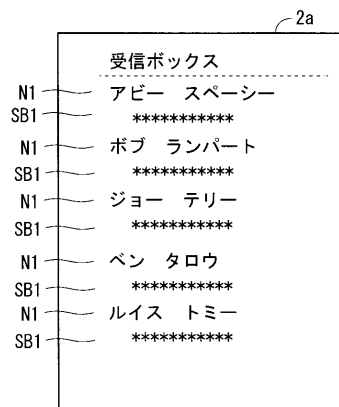 2a
受信ボックス
N1 アビー スペーシー
SB1 ***********
N1 ボブ ランパート
SB1 ***********
N1 ジョー テリー
SB1 ***********
N1 ベン タロウ
SB1 ***********
N1 ルイス トミー
SB1 ***********